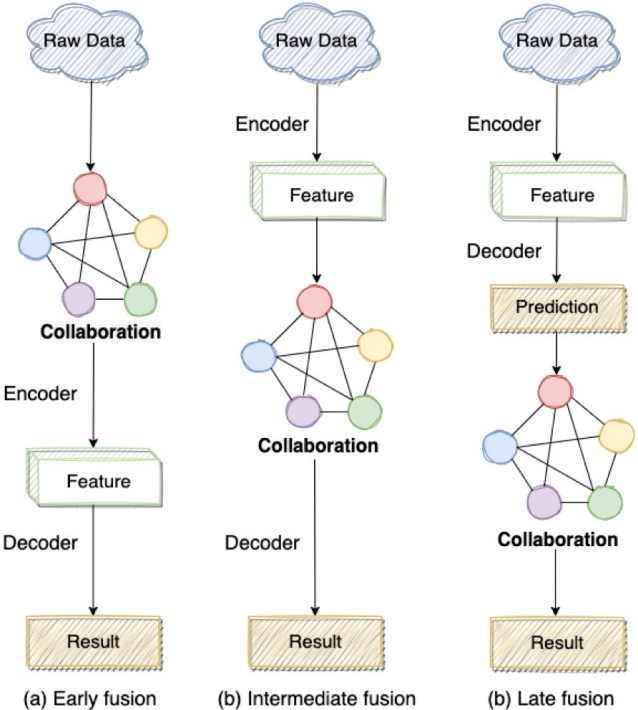 Raw Data
Collaboration
Encoder
Feature
Decoder
Result
(a) Early fusion
Raw Data
Encoder
Feature
Collaboration
Decoder
Result
(b) Intermediate fusion
Raw Data
Encoder
Feature
Decoder
Prediction
Collaboration
Result
(b) Late fusion